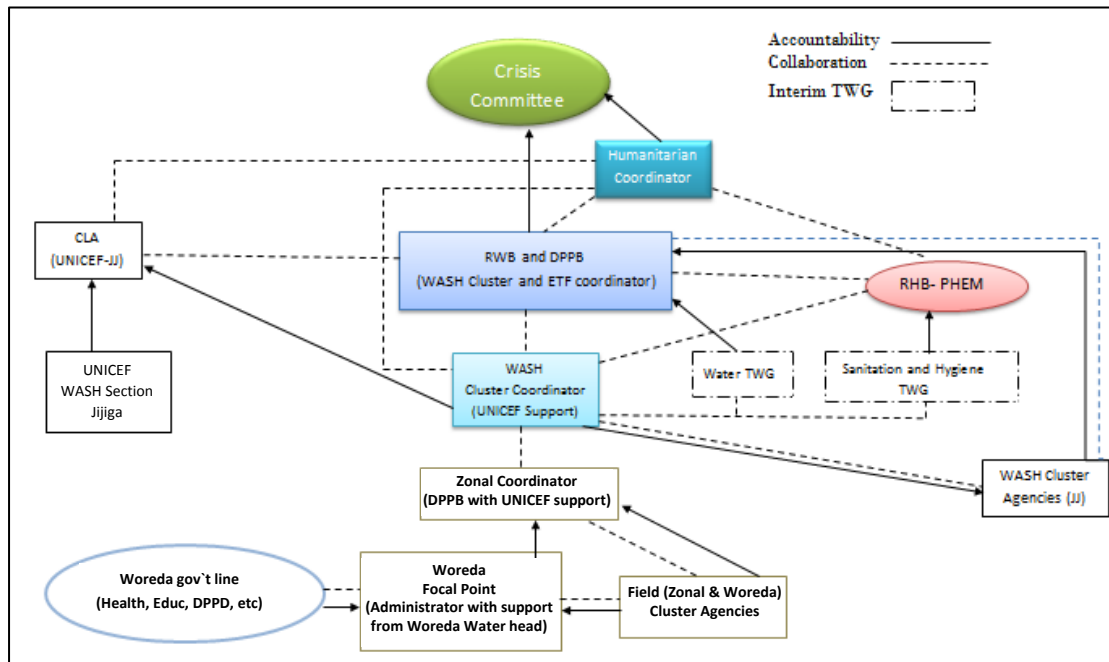 Accountability
Collaboration
Interim TWG
Crisis
Committee
Humanitarian
Coordinator
CLA
(UNICEF-JJ)
RWB and DPPB
(WASH Cluster and ETF coordinator)
RHB- PHEM
UNICEF
WASH Section
Jijiga
WASH
Cluster Coordinator
(UNICEF Support)
Water TWG
Sanitation and Hygiene
TWG
WASH Cluster
Agencies (JJ)
Zonal Coordinator
(DPPB with UNICEF support)
Woreda gov`t line
(Health, Educ, DPPD, etc)
Woreda
Focal Point
(Administrator with support
from Woreda Water head)
Field (Zonal & Woreda)
Cluster Agencies